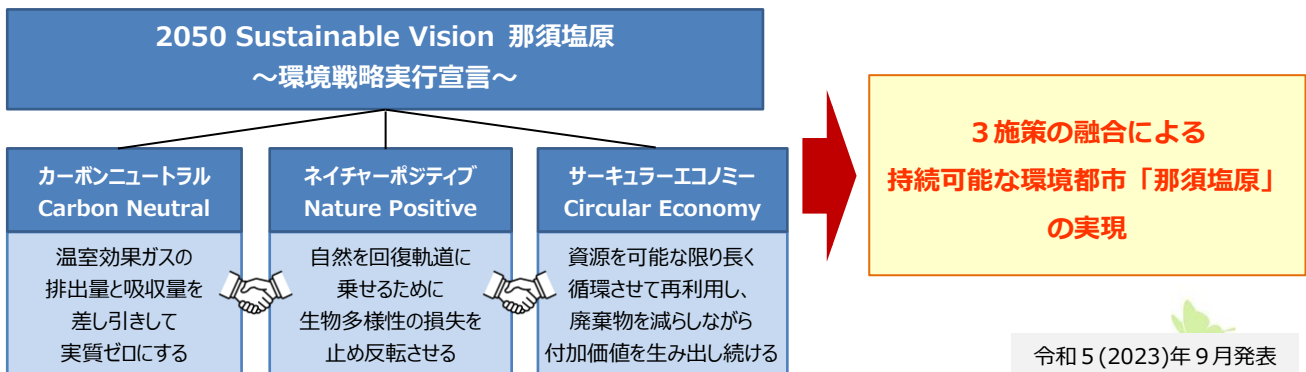 2050 Sustainable Vision 那須塩原
～環境戦略実行宣言～
カーボンニュートラル
Carbon Neutral
温室効果ガスの
排出量と吸収量を
差し引きして
実質ゼロにする
ネイチャーポジティブ
Nature Positive
自然を回復軌道に
乗せるために
生物多様性の損失を
止め反転させる
サーキュラーエコノミー
Circular Economy
資源を可能な限り長く
循環させて再利用し、
廃棄物を減らしながら
付加価値を生み出し続ける
３施策の融合による
持続可能な環境都市「那須塩原」
の実現
令和５(2023)年９月発表